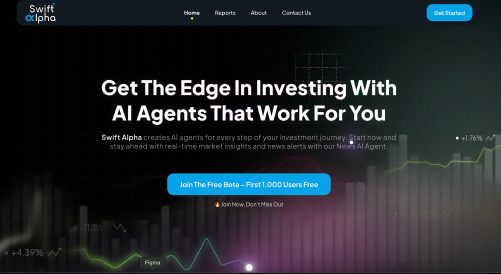 Swift
αlpha
Home
Reports
About
Contact Us
Get Started
Get The Edge In Investing With
AI Agents That Work For You
Swift Alpha creates AI agents for every step of your investment journey. Start now and
stay ahead with real-time market insights and news alerts with our News AI Agent.
+1.76%
Join The Free Beta – First 1,000 Users Free
🔥 Join Now, Don't Miss Out
+4.39%
Figma